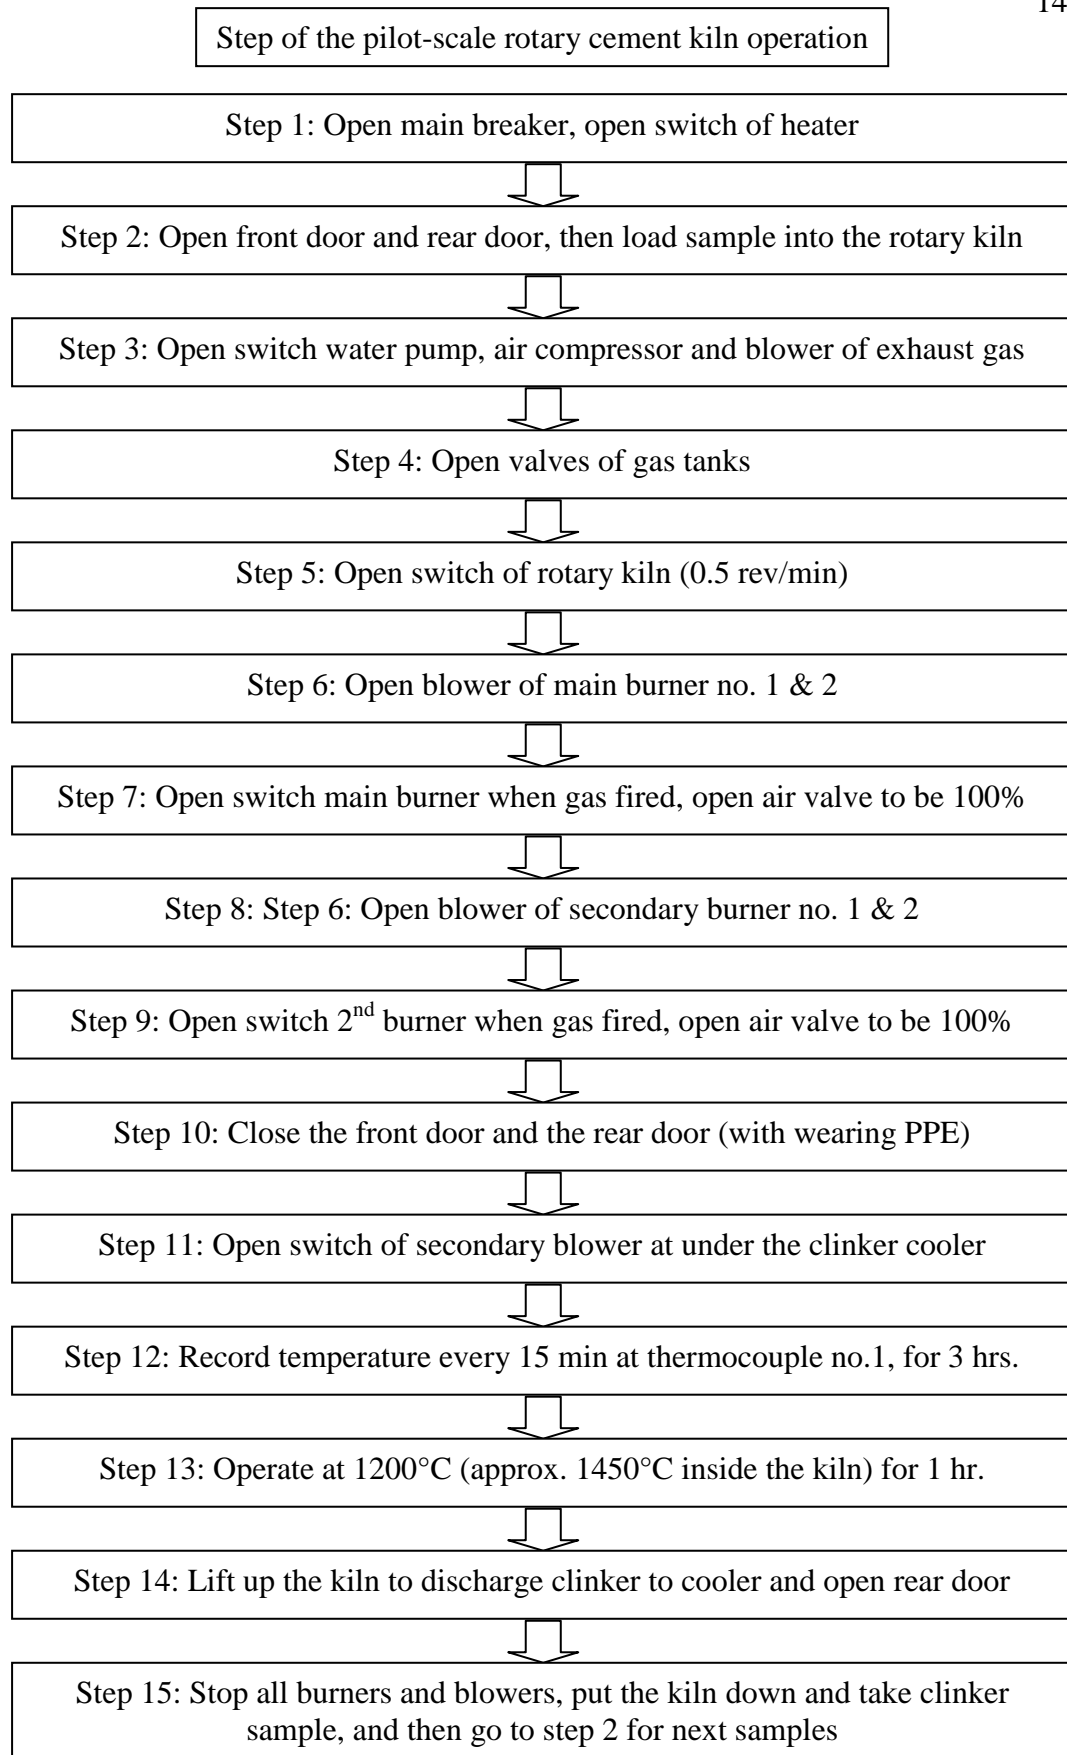 14
Step of the pilot-scale rotary cement kiln operation
Step 1: Open main breaker, open switch of heater
Step 2: Open front door and rear door, then load sample into the rotary kiln
Step 3: Open switch water pump, air compressor and blower of exhaust gas
Step 4: Open valves of gas tanks
Step 5: Open switch of rotary kiln (0.5 rev/min)
Step 6: Open blower of main burner no. 1 & 2
Step 7: Open switch main burner when gas fired, open air valve to be 100%
Step 8: Step 6: Open blower of secondary burner no. 1 & 2
Step 9: Open switch 2nd burner when gas fired, open air valve to be 100%
Step 10: Close the front door and the rear door (with wearing PPE)
Step 11: Open switch of secondary blower at under the clinker cooler
Step 12: Record temperature every 15 min at thermocouple no.1, for 3 hrs.
Step 13: Operate at 1200°C (approx. 1450°C inside the kiln) for 1 hr.
Step 14: Lift up the kiln to discharge clinker to cooler and open rear door
Step 15: Stop all burners and blowers, put the kiln down and take clinker
sample, and then go to step 2 for next samples